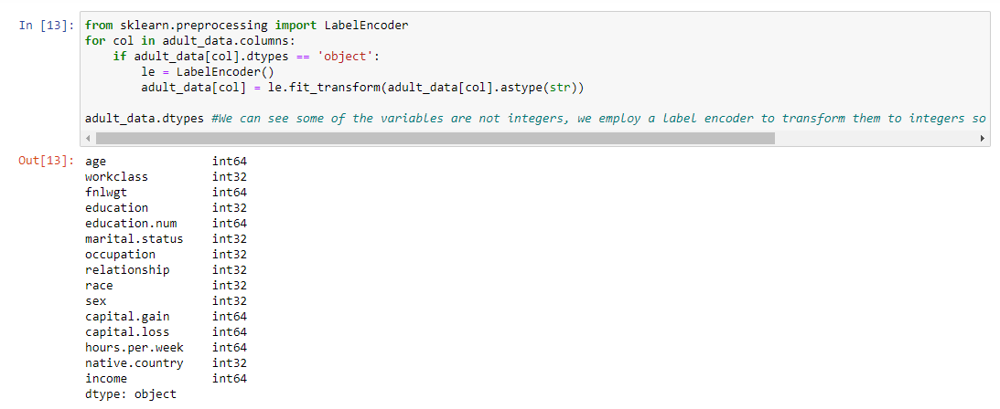 In [13]: from sklearn.preprocessing import LabelEncoder
for col in adult_data.columns:
    if adult_data[col].dtypes == 'object':
        le = LabelEncoder()
        adult_data[col] = le.fit_transform(adult_data[col].astype(str))
adult_data.dtypes #We can see some of the variables are not integers, we employ a label encoder to transform them to integers so
Out[13]: age int64
workclass int32
fnlwgt int64
education int32
education.num int64
marital.status int32
occupation int32
relationship int32
race int32
sex int32
capital.gain int64
capital.loss int64
hours.per.week int64
native.country int32
income int64
dtype: object